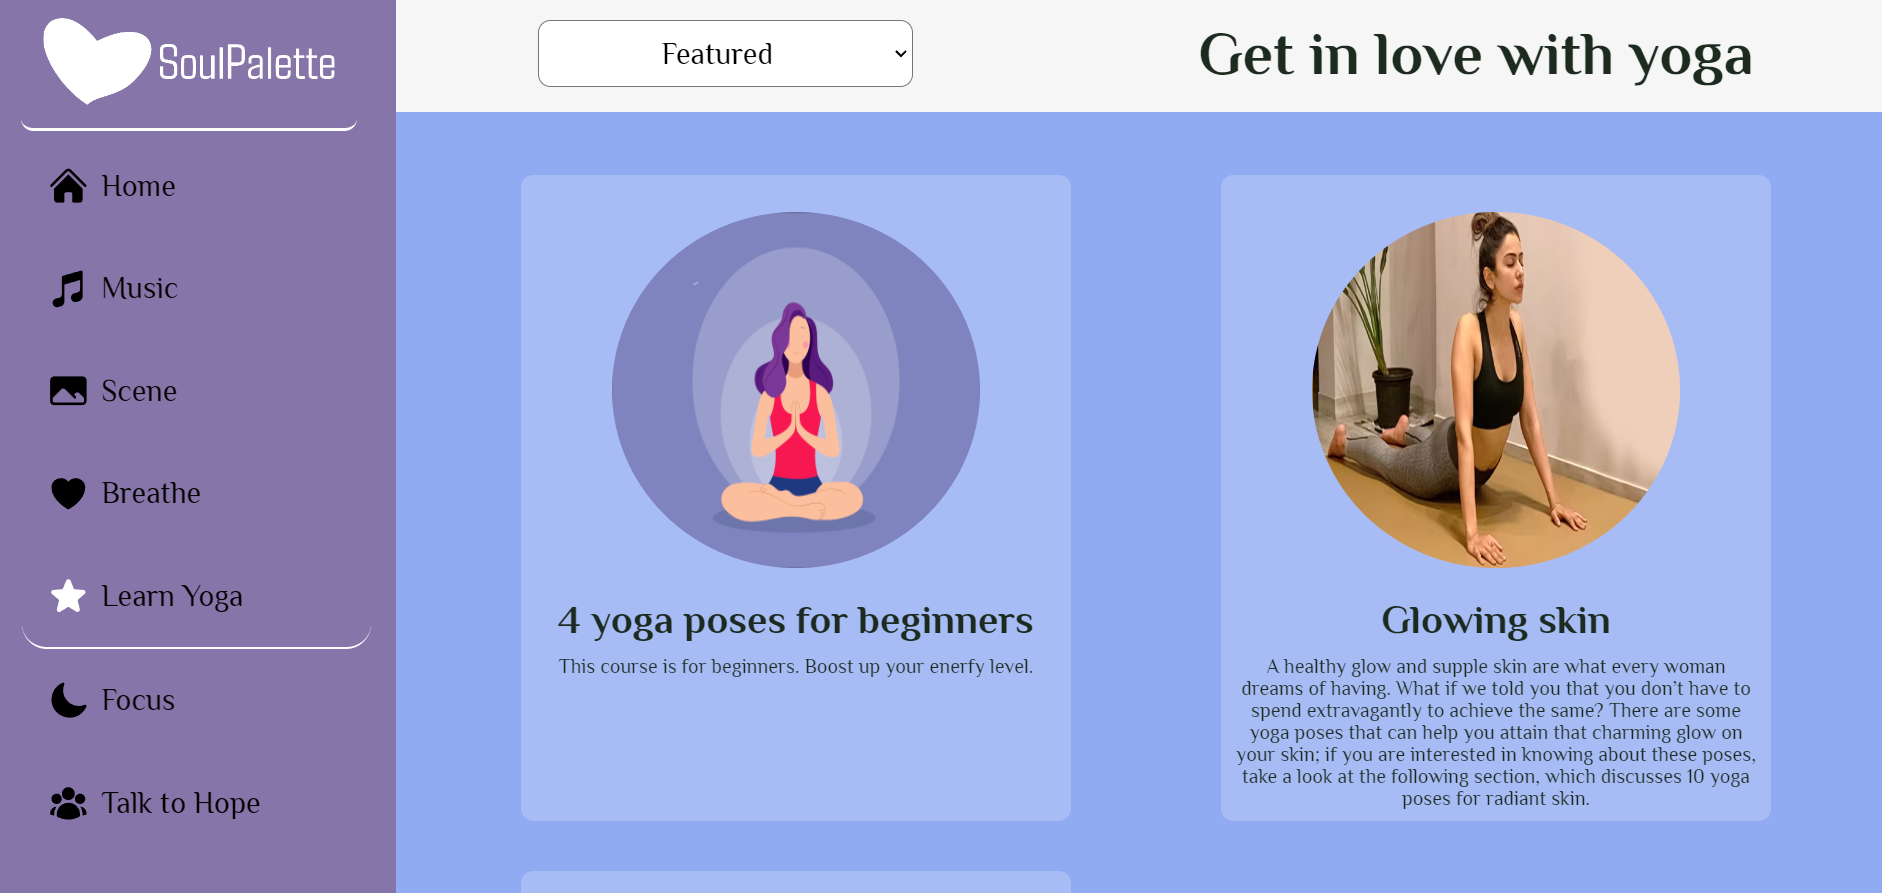 SoulPalette
Home
Music
Scene
Breathe
Learn Yoga
Focus
Talk to Hope
Featured
Get in love with yoga
4 yoga poses for beginners
This course is for beginners. Boost up your enerfy level.
Glowing skin
A healthy glow and supple skin are what every woman
dreams of having. What if we told you that you don’t have to
spend extravagantly to achieve the same? There are some
yoga poses that can help you attain that charming glow on
your skin; if you are interested in knowing about these poses,
take a look at the following section, which discusses 10 yoga
poses for radiant skin.